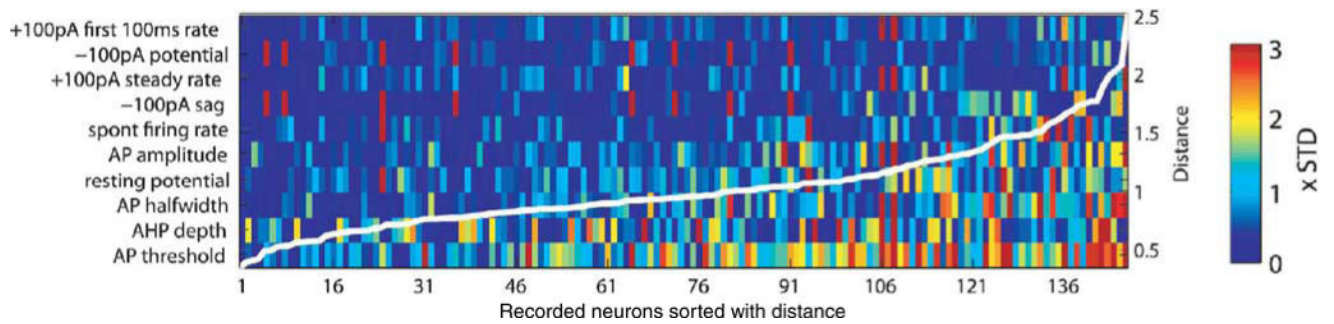 +100pA first 100ms rate
−100pA potential
+100pA steady rate
−100pA sag
spont firing rate
AP amplitude
resting potential
AP halfwidth
AHP depth
AP threshold
1 16 31 46 61 76 91 106 121 136
Recorded neurons sorted with distance
2.5
2
1.5
1
0.5
Distance
3
2
1
0
x STD